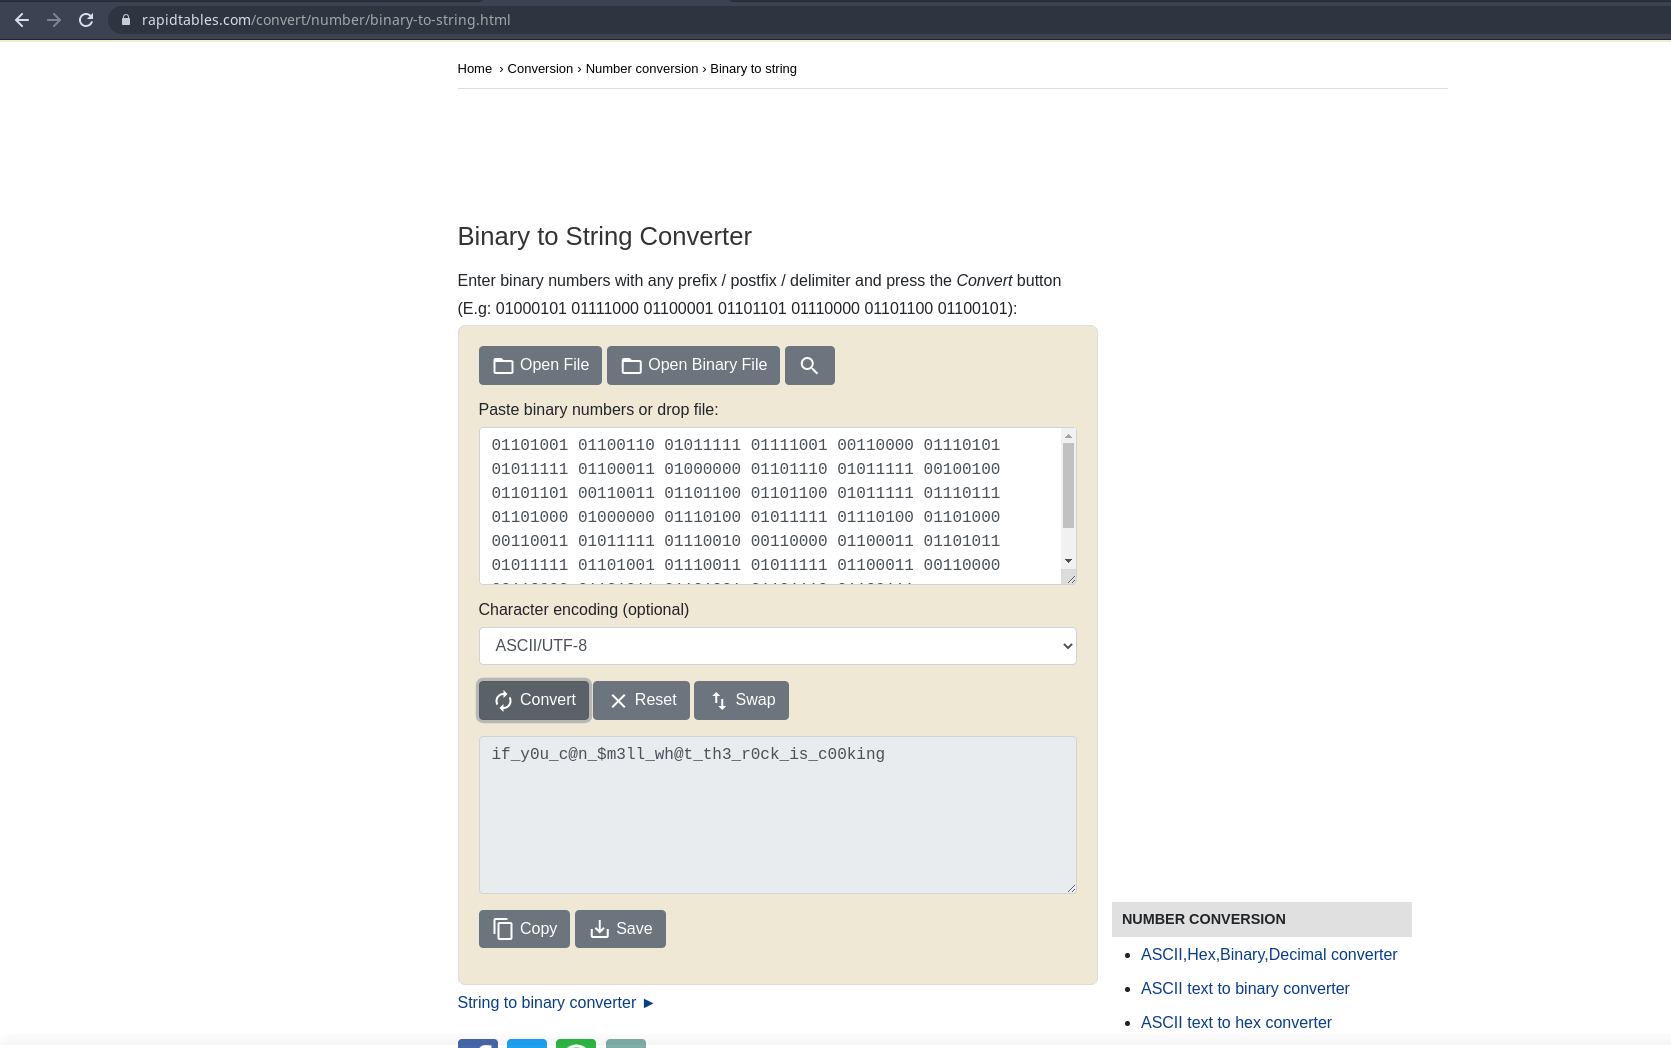 rapidtables.com/convert/number/binary-to-string.html
Home › Conversion › Number conversion › Binary to string
Binary to String Converter
Enter binary numbers with any prefix / postfix / delimiter and press the Convert button
(E.g: 01000101 01111000 01100001 01101101 01110000 01101100 01100101):
Open File Open Binary File
Paste binary numbers or drop file:
01101001 01100110 01011111 01111001 00110000 01110101
01011111 01100011 01000000 01101110 01011111 00100100
01101101 00110011 01101100 01101100 01011111 01110111
01101000 01000000 01110100 01011111 01110100 01101000
00110011 01011111 01110010 00110000 01100011 01101011
01011111 01101001 01110011 01011111 01100011 00110000
Character encoding (optional)
ASCII/UTF-8
Convert Reset Swap
if_y0u_c@n_$m3ll_wh@t_th3_r0ck_is_c00king
Copy Save
String to binary converter ►
NUMBER CONVERSION
ASCII,Hex,Binary,Decimal converter
ASCII text to binary converter
ASCII text to hex converter